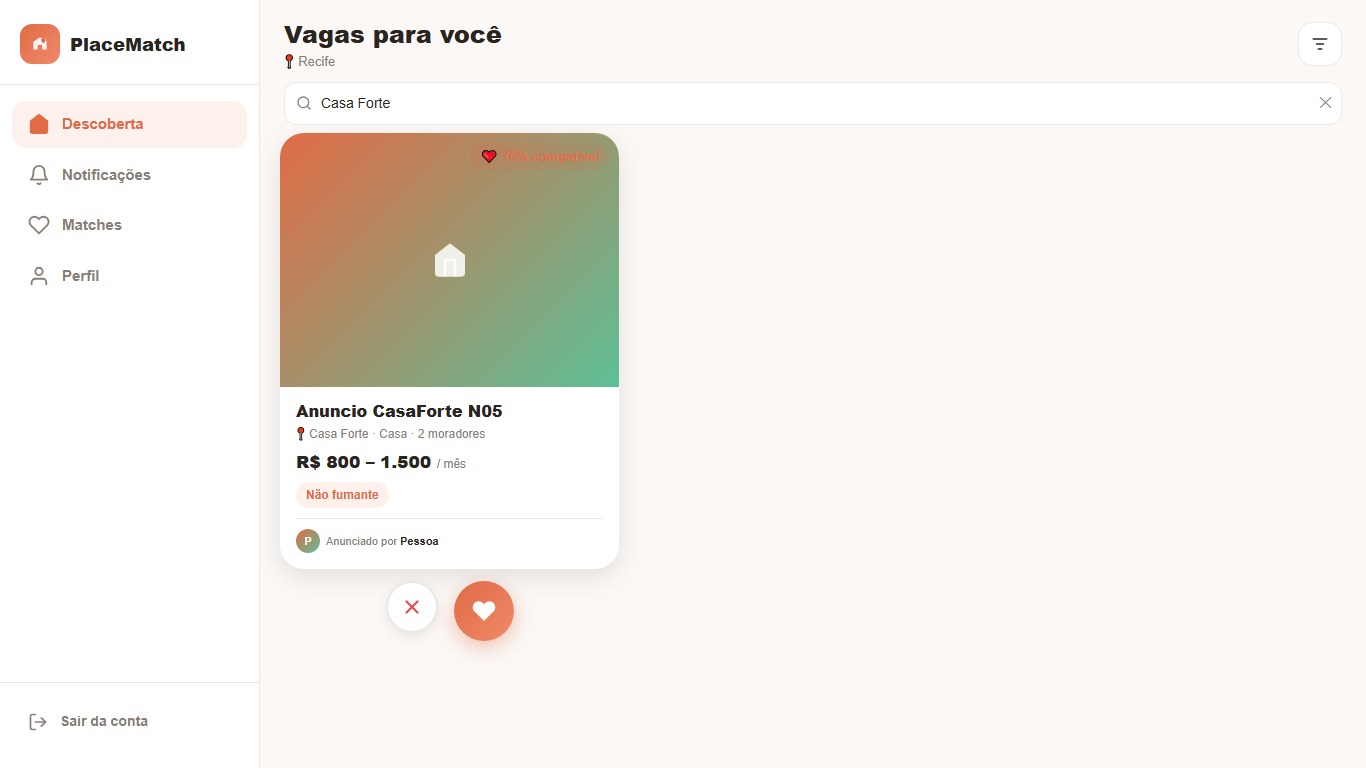 PlaceMatch
Descoberta
Notificações
Matches
Perfil
Sair da conta
Vagas para você
Recife
Casa Forte
76% compatível
Anuncio CasaForte N05
Casa Forte · Casa · 2 moradores
R$ 800 – 1.500 / mês
Não fumante
P Anunciado por Pessoa